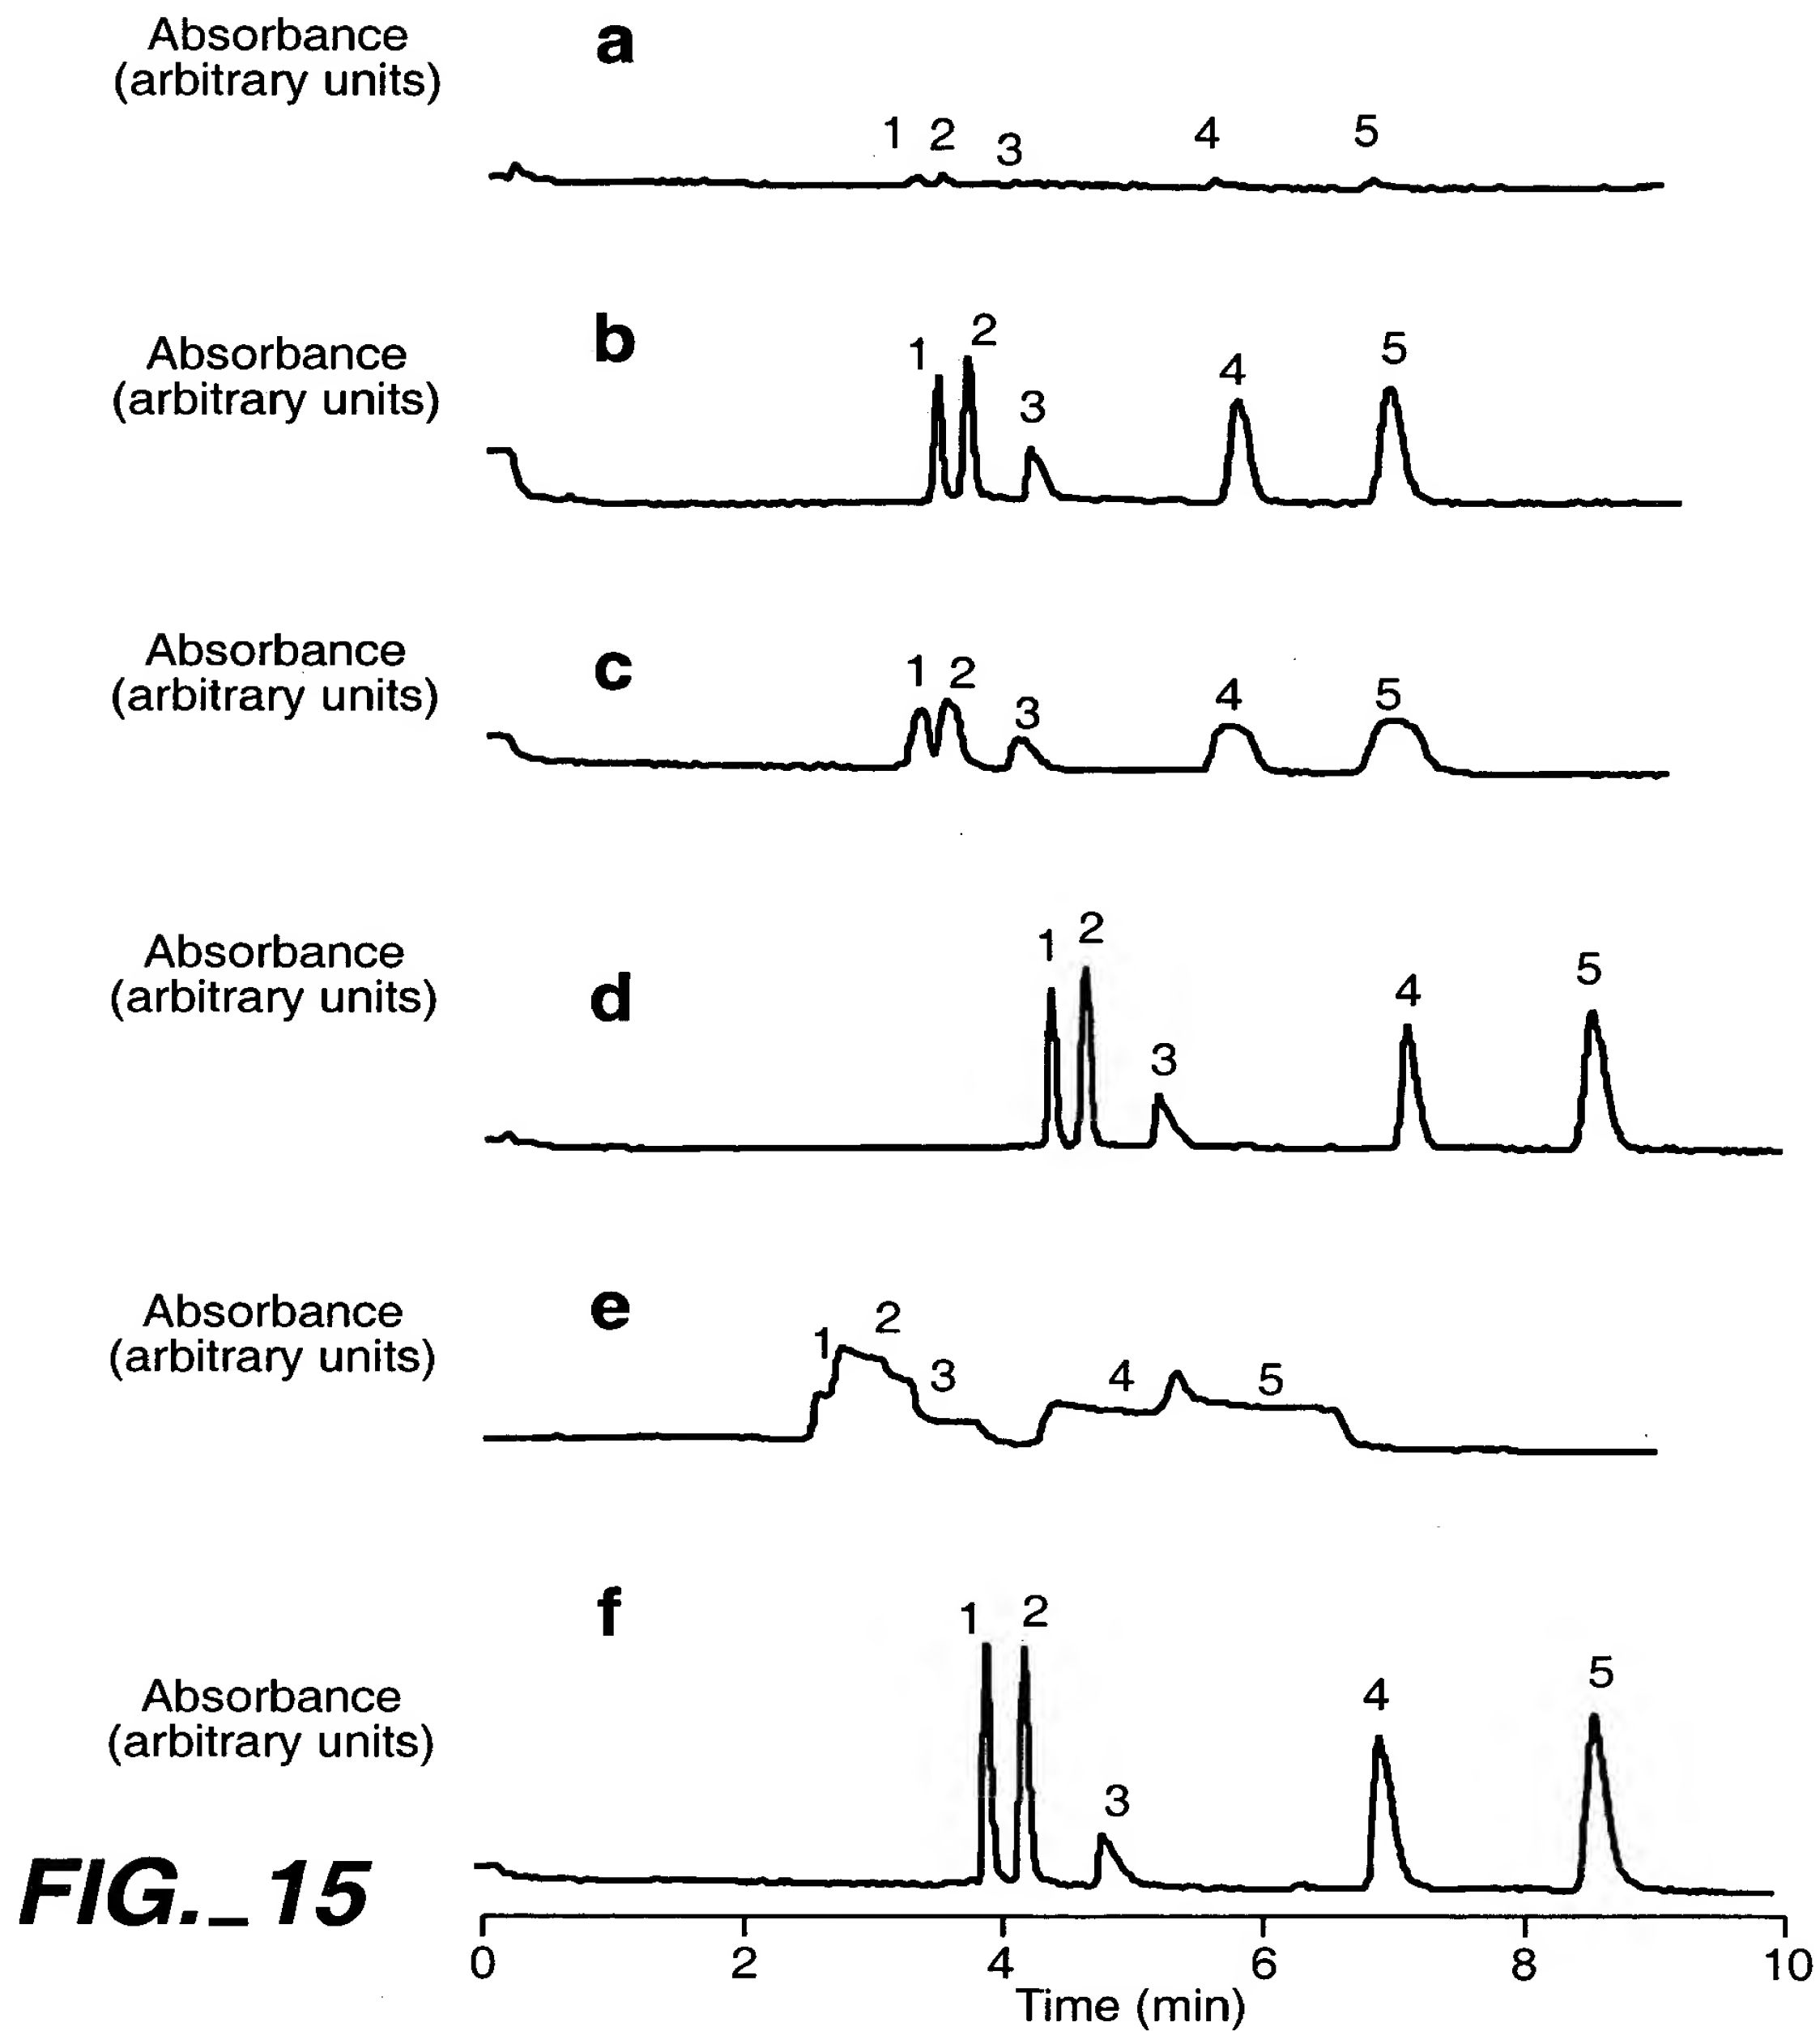 Absorbance
(arbitrary units)
a
1 2 3 4 5
Absorbance
(arbitrary units)
b
1 2 3 4 5
Absorbance
(arbitrary units)
c
1 2 3 4 5
Absorbance
(arbitrary units)
d
1 2 3 4 5
Absorbance
(arbitrary units)
e
1 2 3 4 5
Absorbance
(arbitrary units)
f
1 2 3 4 5
FIG._ 15
0 2 4 6 8 10
Time (min)